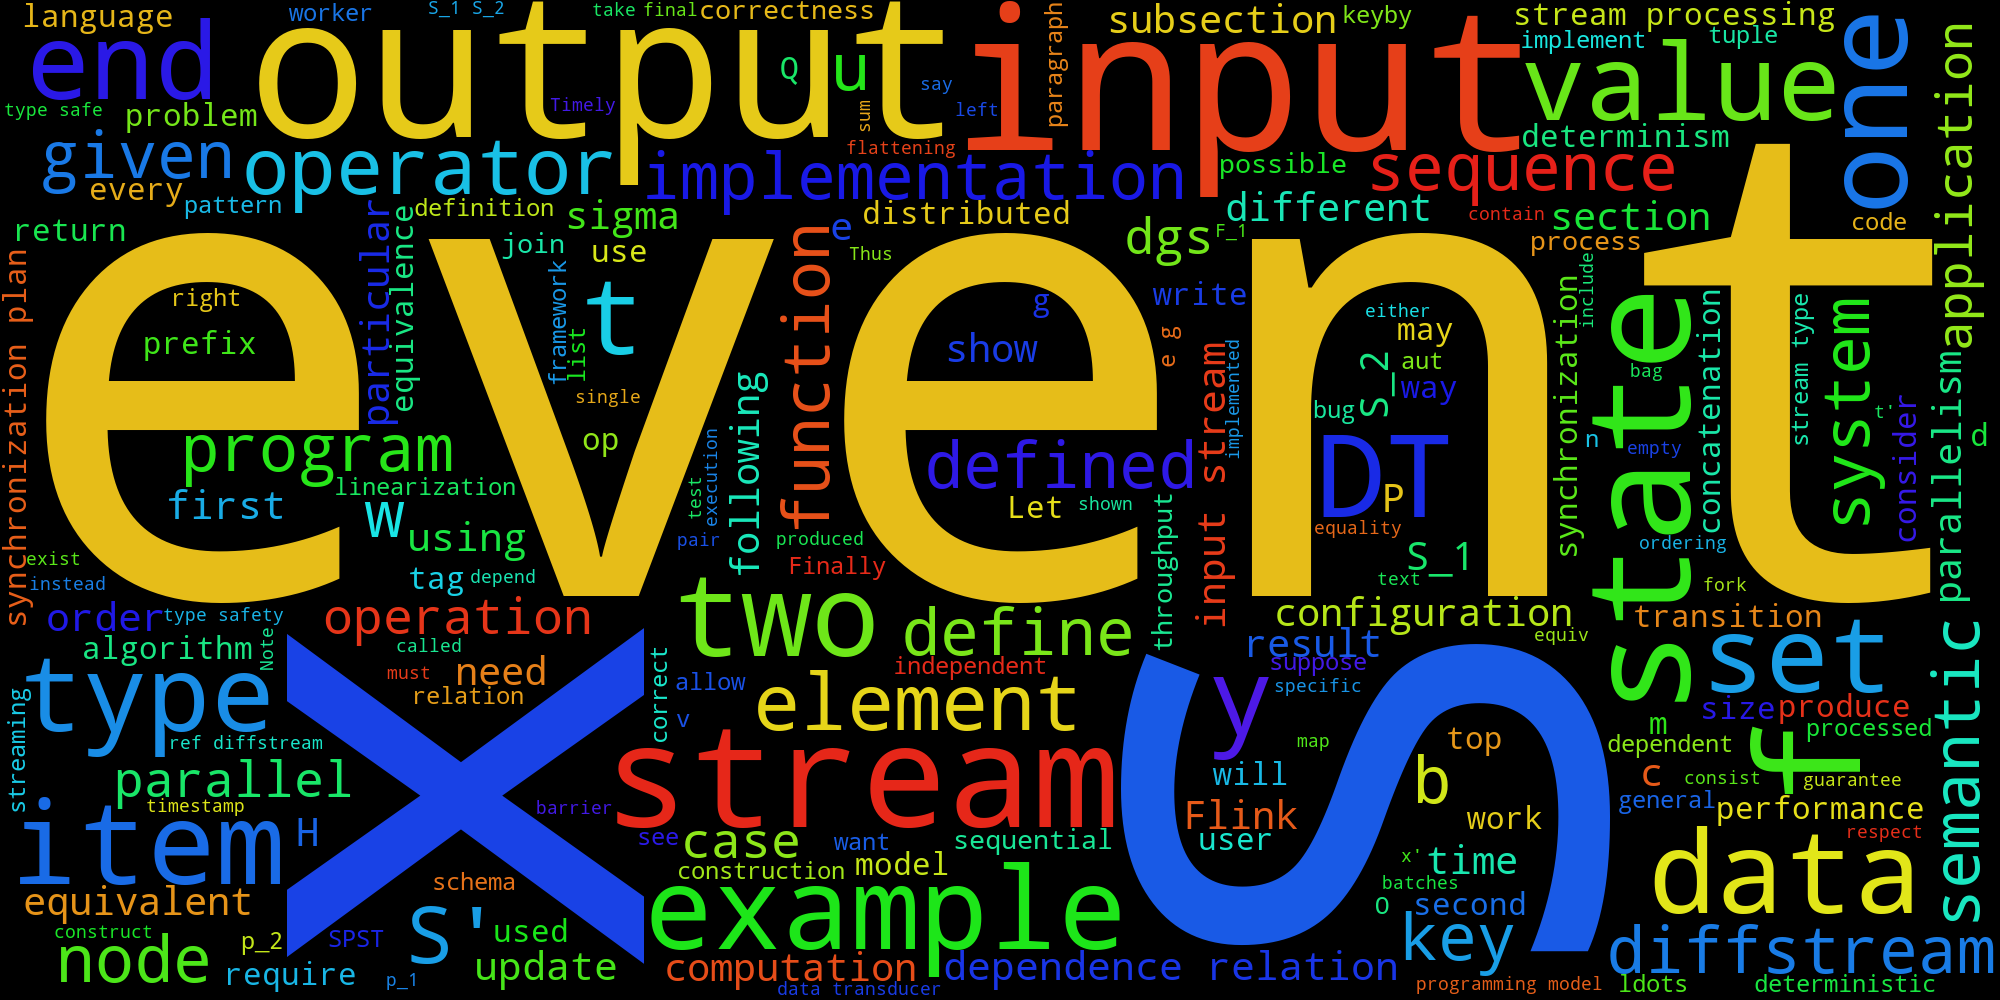 language
worker
S_1 S_2
take
final
correctness
subsection
keyby
stream processing
end
output
input
paragraph
implement
tuple
one
application
type safe
problem
Timely
Q
u
say
left
sum
flattening
value
determinism
given
operator
implementation
possible
sequence
every
pattern
definition
sigma
distributed
different
contain
section
code
return
particular
equivalence
join
use
function
e
Thus
dgs
F_1
process
synchronization plan
event
right
prefix
framework
list
t
single
op
g
show
write
e g
either
may
S_2
aut
way
bug
include
state
bag
concatenation
stream type
system
t'
consider
parallelism
d
program
linearization
first
w
using
test
execution
pair
following
produced
Finally
defined
Let
shown
throughput
input stream
implemented
DT
P
equality
S_1
text
synchronization
n
empty
ordering
fork
exist
instead
tag
depend
order
type safety
operation
two
define
configuration
equiv
transition
algorithm
Note
called
must
need
relation
correct
allow
v
independent
element
result
suppose
specific
set
semantic
type
x
S
y
m
size
produce
processed
streaming
ref diffstream
parallel
timestamp
barrier
stream
map
top
will
b
dependent
f
c
consist
guarantee
general
performance
item
H
see
case
want
sequential
Flink
user
work
respect
construction
model
x'
time
batches
data
equivalent
schema
example
O
second
construct
node
p_2
SPST
S'
used
key
diffstream
require
p_1
update
computation
dependence relation
data transducer
programming model
ldots
deterministic